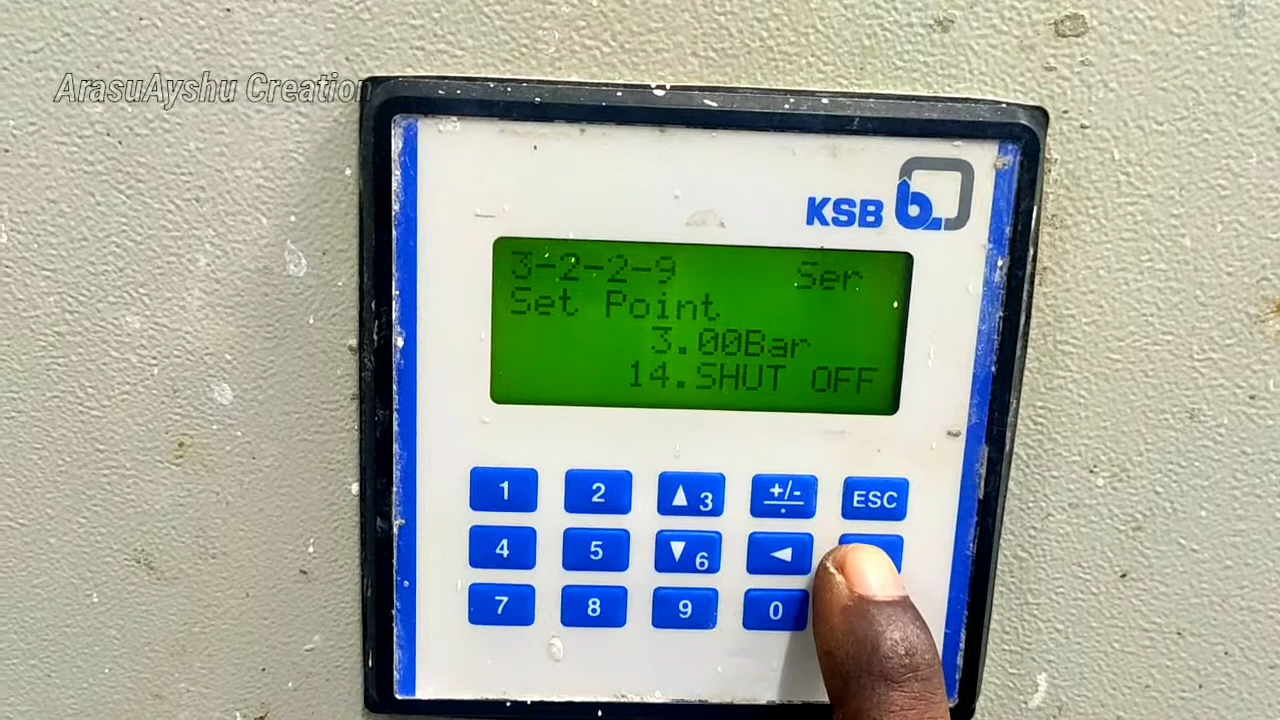 ArasuAyshu Creation
KSB
3-2-2-9 Ser
Set Point
3.00Bar
14.SHUT OFF
1 2 ▲ 3 +/- . ESC
4 5 ▼ 6 ◄
7 8 9 0